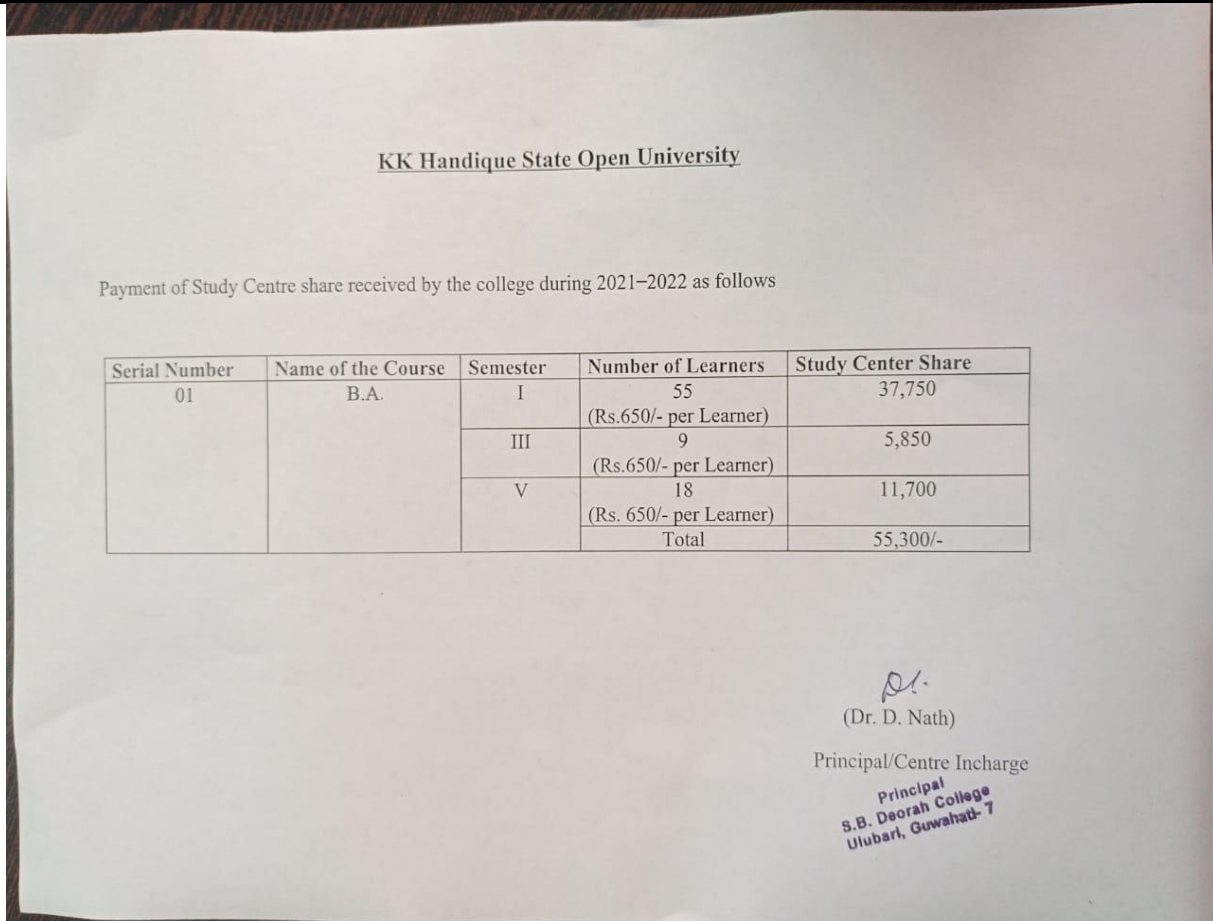 KK Handique State Open University
Payment of Study Centre share received by the college during 2021–2022 as follows
Serial Number Name of the Course Semester Number of Learners Study Center Share
01 B.A. I 55 37,750
(Rs.650/- per Learner)
III 9 5,850
(Rs.650/- per Learner)
V 18 11,700
(Rs. 650/- per Learner)
Total 55,300/-
(Dr. D. Nath)
Principal/Centre Incharge
Principal
S.B. Deorah College
Ulubari, Guwahati- 7